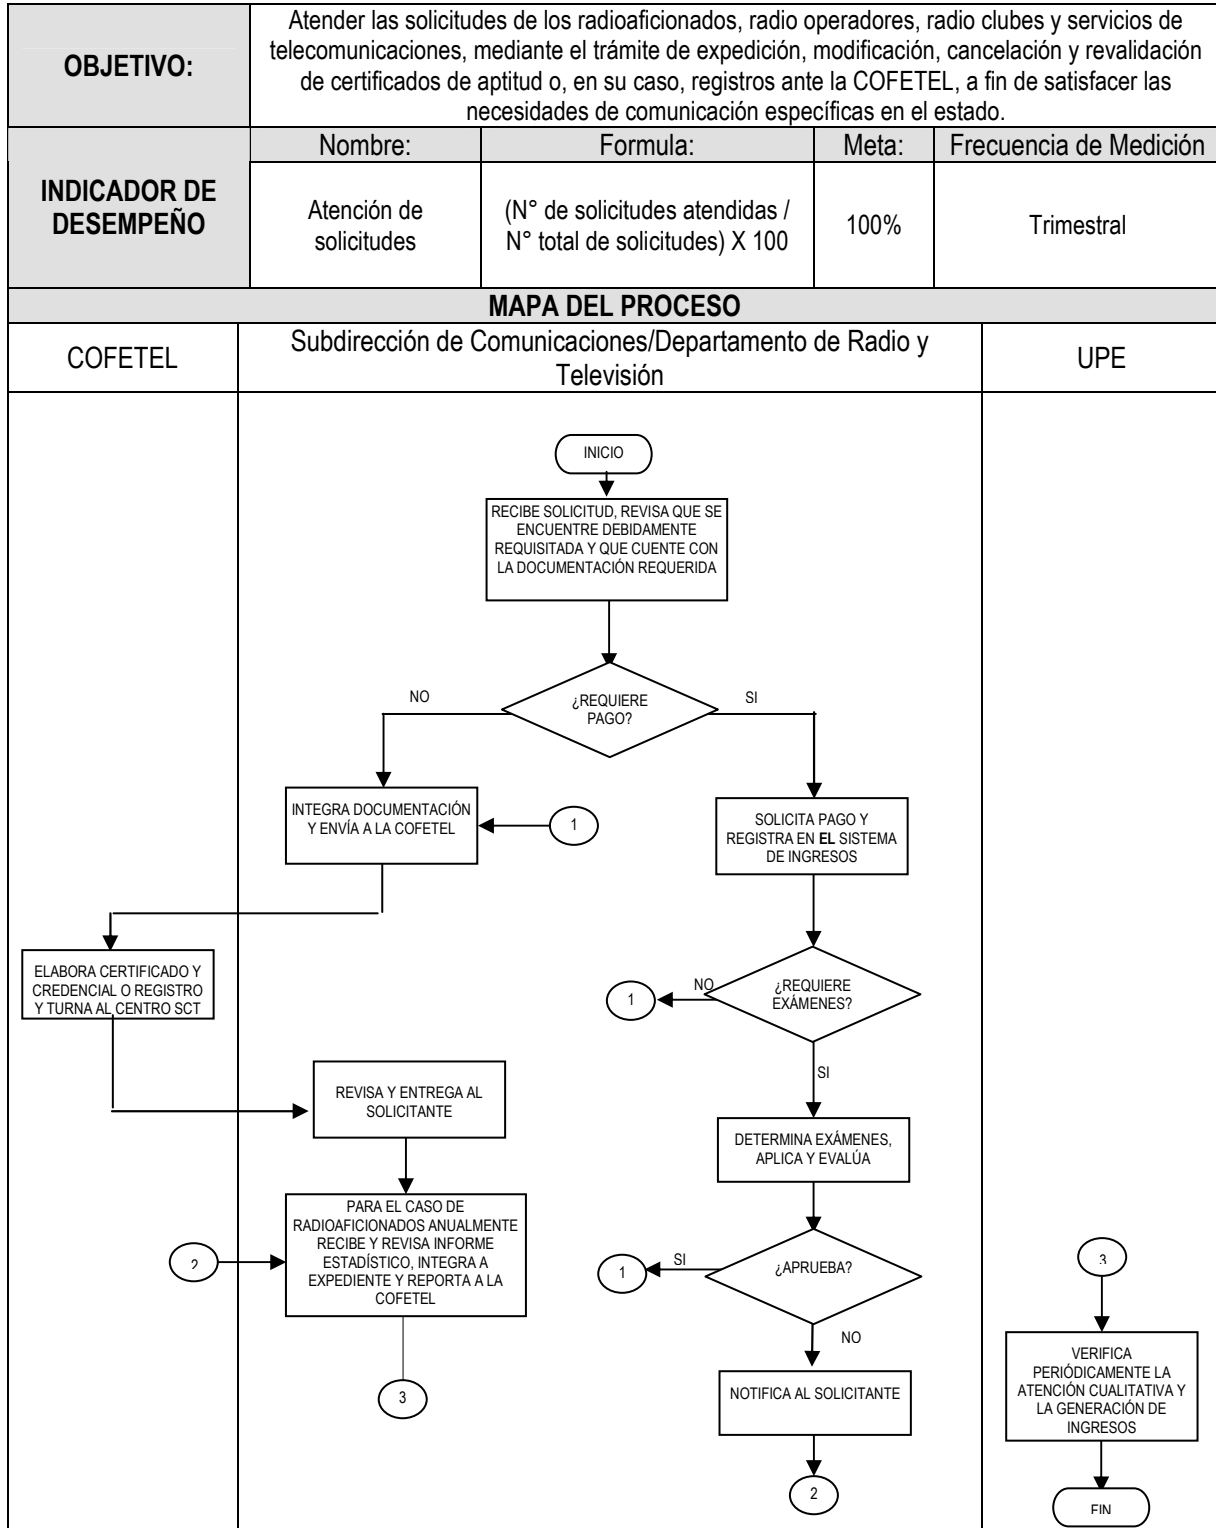 OBJETIVO:
Atender las solicitudes de los radioaficionados, radio operadores, radio clubes y servicios de
telecomunicaciones, mediante el trámite de expedición, modificación, cancelación y revalidación
de certificados de aptitud o, en su caso, registros ante la COFETEL, a fin de satisfacer las
necesidades de comunicación específicas en el estado.
INDICADOR DE
DESEMPEÑO
Nombre:
Formula:
Meta:
Frecuencia de Medición
Atención de
solicitudes
(N° de solicitudes atendidas /
N° total de solicitudes) X 100
100%
Trimestral
MAPA DEL PROCESO
COFETEL
Subdirección de Comunicaciones/Departamento de Radio y
Televisión
UPE
INICIO
RECIBE SOLICITUD, REVISA QUE SE
ENCUENTRE DEBIDAMENTE
REQUISITADA Y QUE CUENTE CON
LA DOCUMENTACIÓN REQUERIDA
¿REQUIERE
PAGO?
NO
SI
INTEGRA DOCUMENTACIÓN
Y ENVÍA A LA COFETEL
1
SOLICITA PAGO Y
REGISTRA EN EL SISTEMA
DE INGRESOS
ELABORA CERTIFICADO Y
CREDENCIAL O REGISTRO
Y TURNA AL CENTRO SCT
¿REQUIERE
EXÁMENES?
NO
1
SI
REVISA Y ENTREGA AL
SOLICITANTE
DETERMINA EXÁMENES,
APLICA Y EVALÚA
PARA EL CASO DE
RADIOAFICIONADOS ANUALMENTE
RECIBE Y REVISA INFORME
ESTADÍSTICO, INTEGRA A
EXPEDIENTE Y REPORTA A LA
COFETEL
2
¿APRUEBA?
SI
1
NO
3
NOTIFICA AL SOLICITANTE
2
3
VERIFICA
PERIÓDICAMENTE LA
ATENCIÓN CUALITATIVA Y
LA GENERACIÓN DE
INGRESOS
FIN